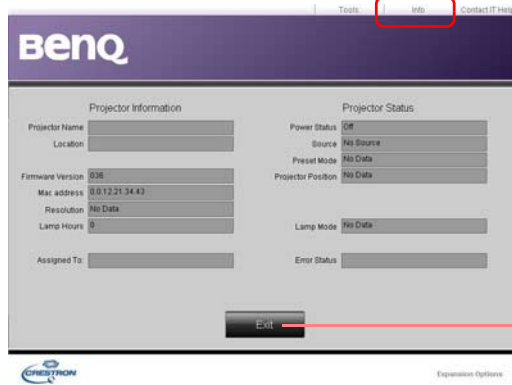 Tools Info Contact IT Help
BenQ
Projector Information Projector Status
Projector Name Power Status Off
Location Source No Source
Preset Mode No Data
Firmware Version 036 Projector Position No Data
Mac address 0.0.12.21.34.43
Resolution No Data
Lamp Hours 0 Lamp Mode No Data
Assigned To: Error Status
Exit
CRESTRON Expansion Options